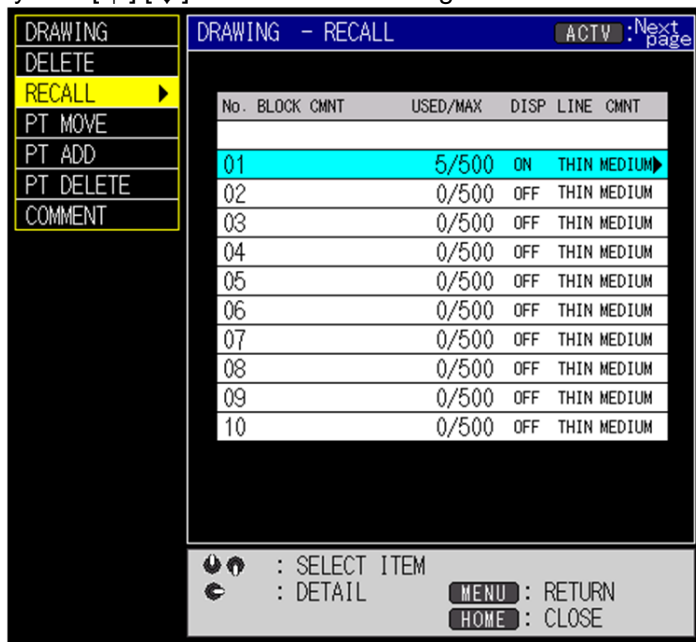 DRAWING
DELETE
RECALL
PT MOVE
PT ADD
PT DELETE
COMMENT
DRAWING - RECALL ACTV :Next page
No. BLOCK CMNT USED/MAX DISP LINE CMNT
01 5/500 ON THIN MEDIUM
02 0/500 OFF THIN MEDIUM
03 0/500 OFF THIN MEDIUM
04 0/500 OFF THIN MEDIUM
05 0/500 OFF THIN MEDIUM
06 0/500 OFF THIN MEDIUM
07 0/500 OFF THIN MEDIUM
08 0/500 OFF THIN MEDIUM
09 0/500 OFF THIN MEDIUM
10 0/500 OFF THIN MEDIUM
: SELECT ITEM
: DETAIL MENU : RETURN
HOME : CLOSE